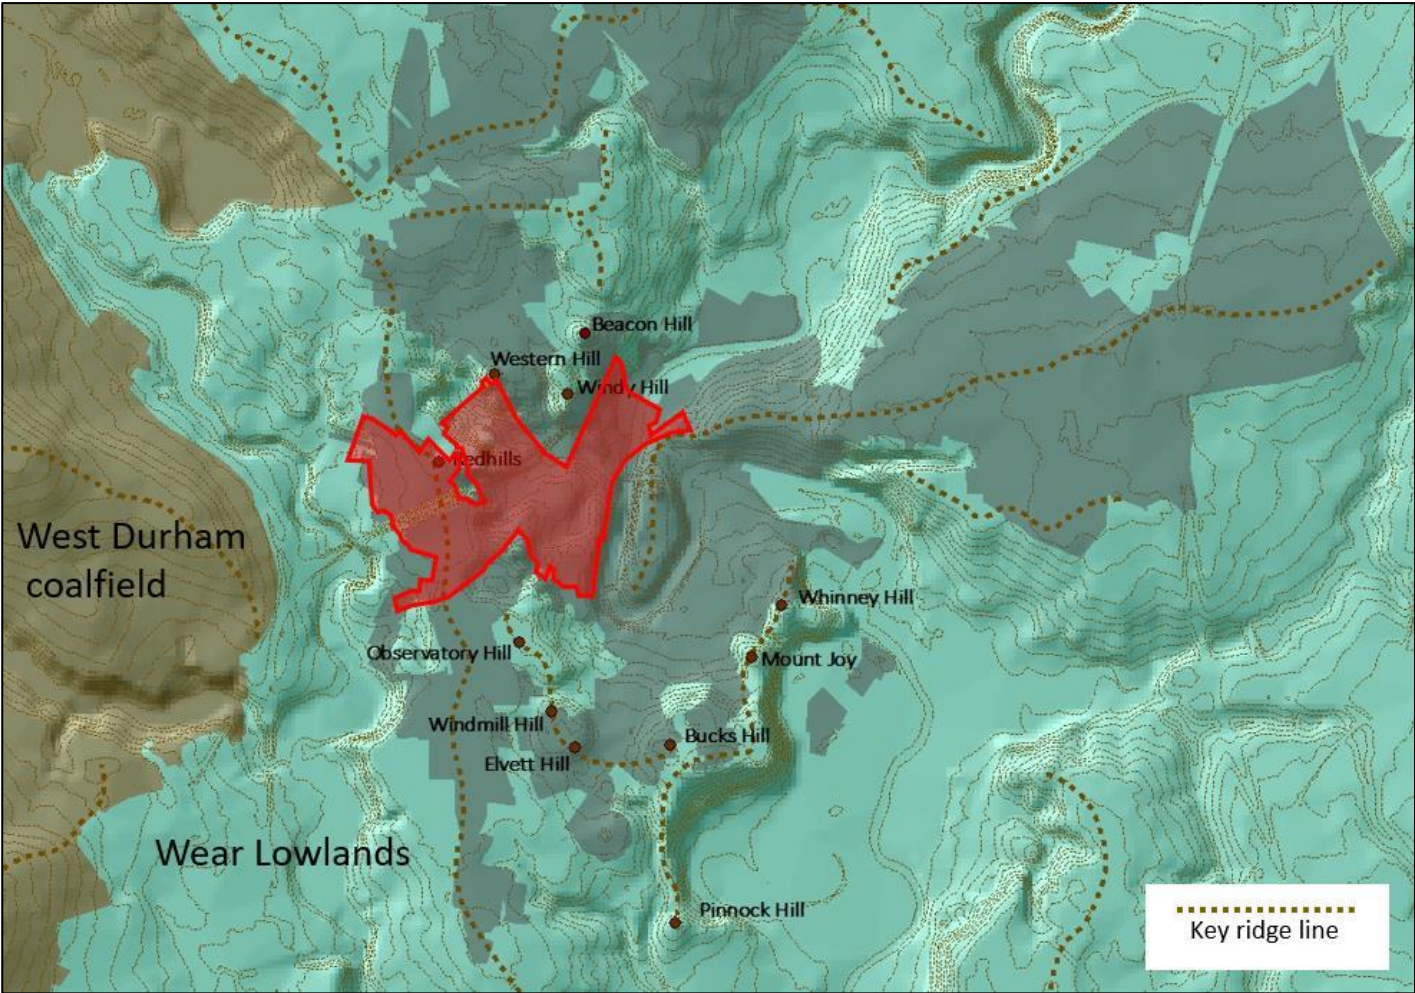 Beacon Hill
Western Hill
Windy Hill
Redhills
West Durham
coalfield
Whinney Hill
Observatory Hill
Mount Joy
Windmill Hill
Bucks Hill
Elvett Hill
Wear Lowlands
Pinnock Hill
Key ridge line